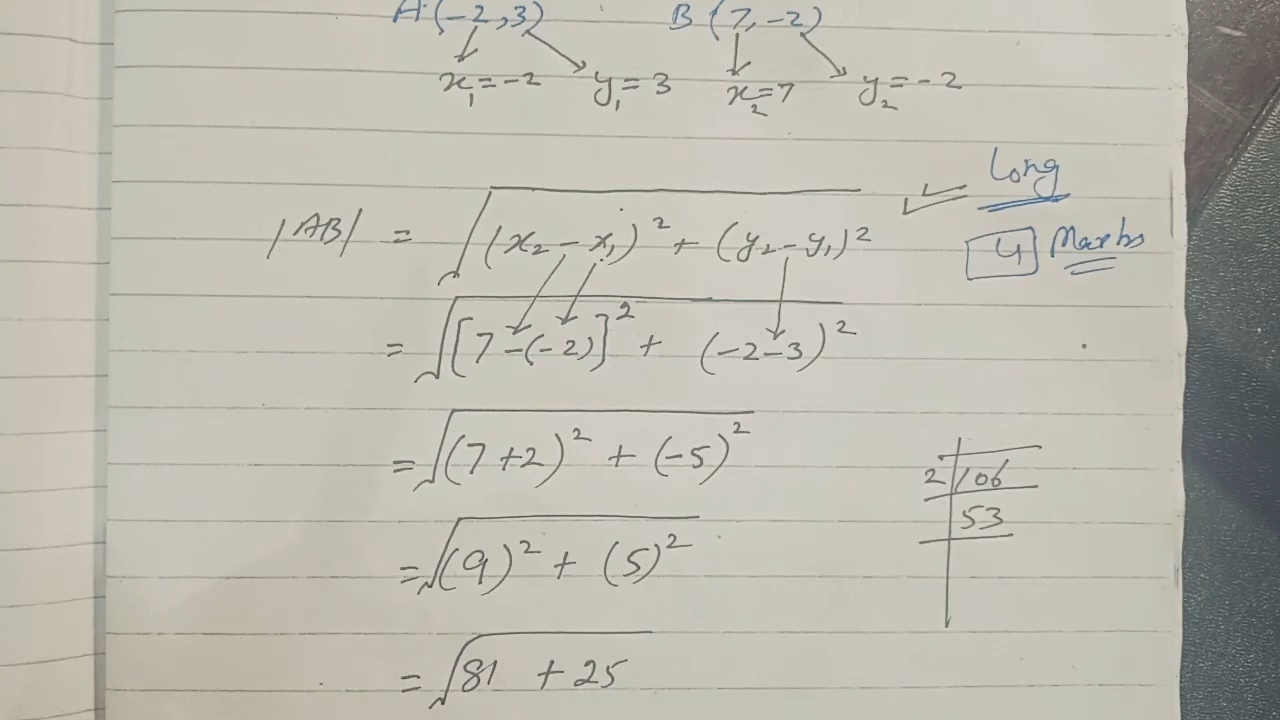 A·(-2,3) B (7,-2)
x₁=-2 y₁=3 x₂=7 y₂=-2
Long
|AB| = √(x₂-x₁)²+(y₂-y₁)²
4 Marks
= √[7-(-2)]² + (-2-3)²
= √(7+2)² + (-5)²
2 106
53
= √(9)² + (5)²
= √81 + 25